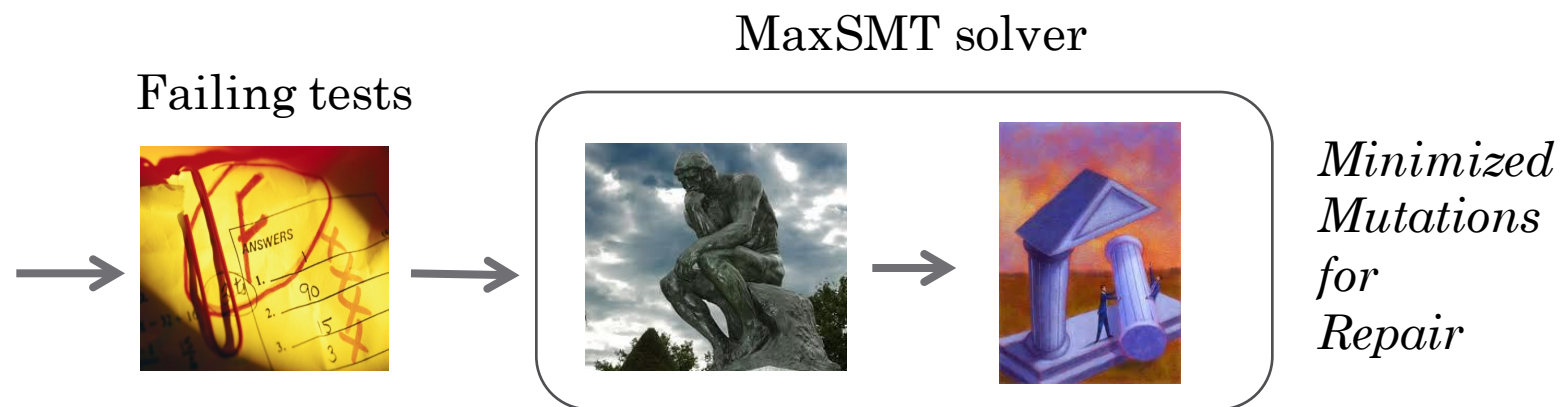 MaxSMT solver
Failing tests
ANSWERS
1.
90
2.
15
3.
3
Minimized
Mutations
for
Repair